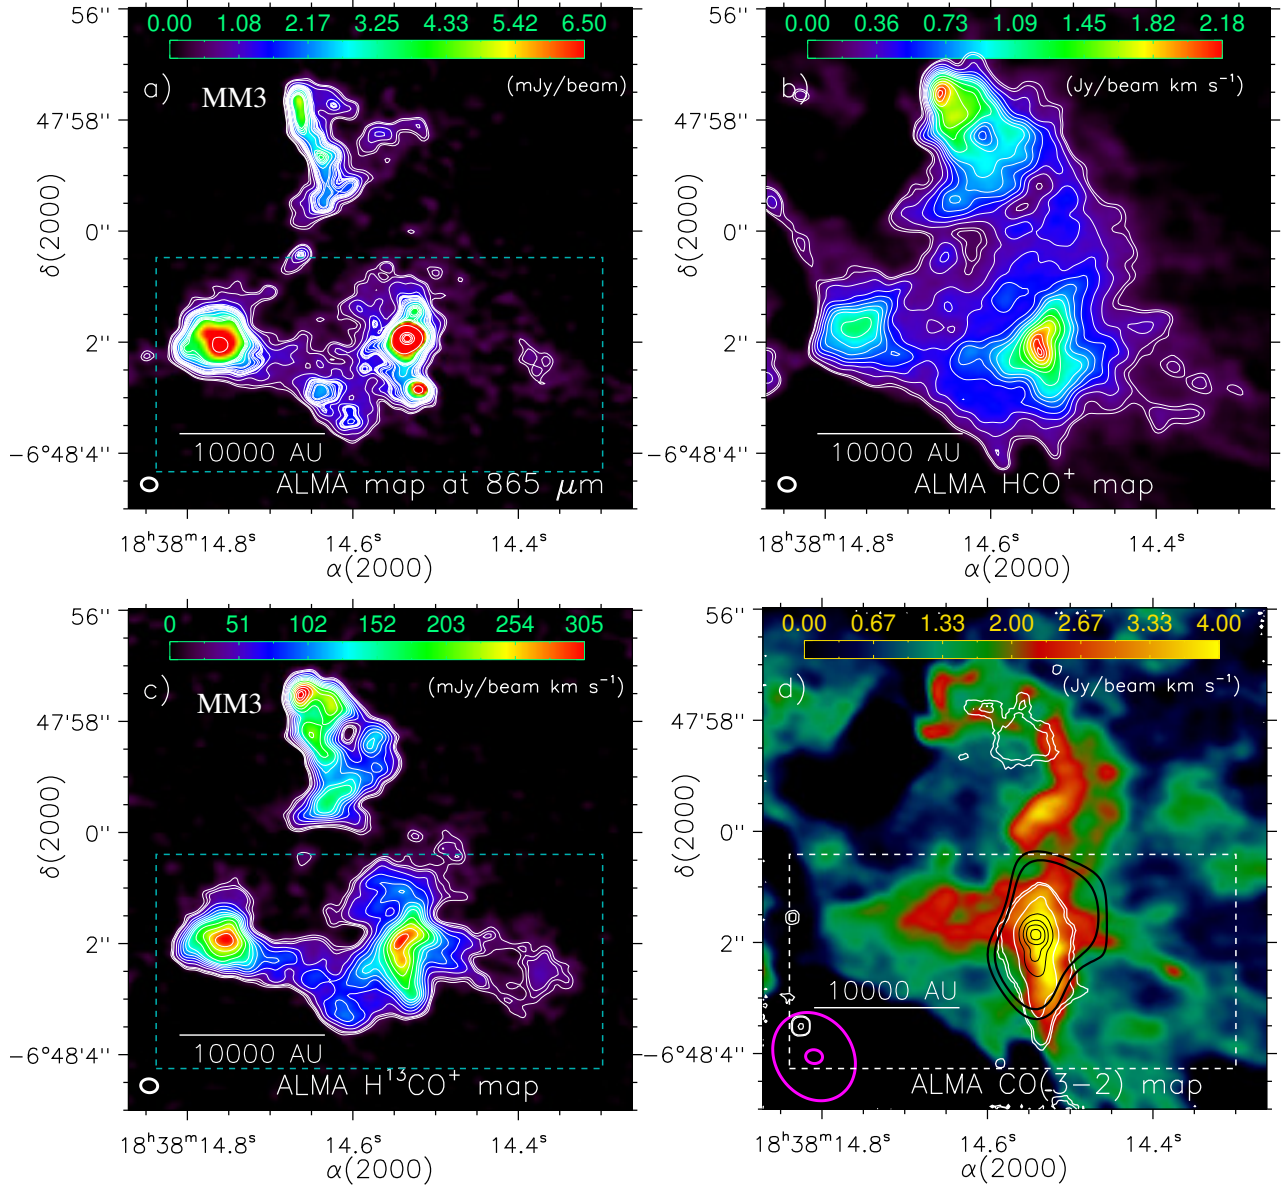 56''
0.00 1.08 2.17 3.25 4.33 5.42 6.50
a) MM3 (mJy/beam)
47'58''
δ(2000)
0''
2''
10000 AU
−6°48'4''
ALMA map at 865 μm
18ʰ38ᵐ14.8ˢ 14.6ˢ 14.4ˢ
α(2000)
56''
0.00 0.36 0.73 1.09 1.45 1.82 2.18
b) (Jy/beam km s⁻¹)
47'58''
δ(2000)
0''
2''
10000 AU
−6°48'4''
ALMA HCO⁺ map
18ʰ38ᵐ14.8ˢ 14.6ˢ 14.4ˢ
α(2000)
56''
0 51 102 152 203 254 305
c) MM3 (mJy/beam km s⁻¹)
47'58''
δ(2000)
0''
2''
10000 AU
−6°48'4''
ALMA H¹³CO⁺ map
18ʰ38ᵐ14.8ˢ 14.6ˢ 14.4ˢ
α(2000)
56''
0.00 0.67 1.33 2.00 2.67 3.33 4.00
d) (Jy/beam km s⁻¹)
47'58''
δ(2000)
0''
2''
10000 AU
−6°48'4''
ALMA CO(3−2) map
18ʰ38ᵐ14.8ˢ 14.6ˢ 14.4ˢ
α(2000)